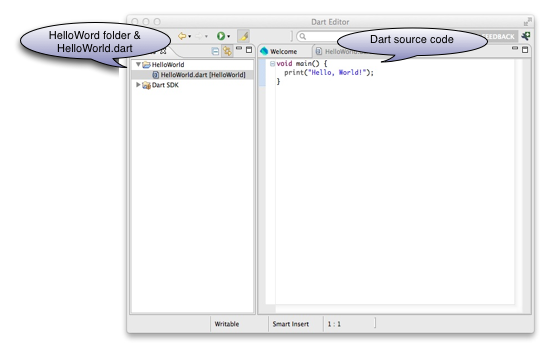 Dart Editor
HelloWord folder &
HelloWorld.dart
Dart source code
FEEDBACK
Welcome
HelloWorld
HelloWorld.dart [HelloWorld]
Dart SDK
void main() {
print("Hello, World!");
}
Writable
Smart Insert
1 : 1